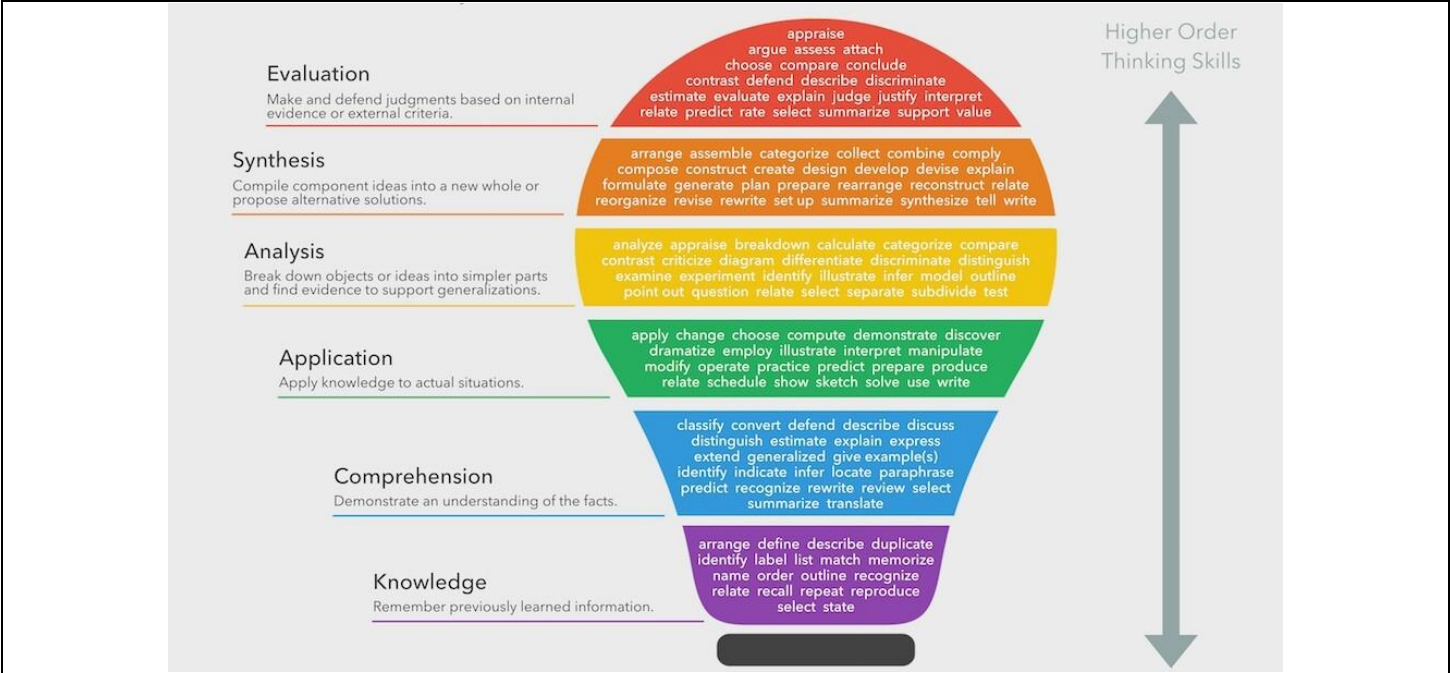 Higher Order
Thinking Skills
Evaluation
Make and defend judgments based on internal
evidence or external criteria.
appraise
argue assess attach
choose compare conclude
contrast defend describe discriminate
estimate evaluate explain judge justify interpret
relate predict rate select summarize support value
Synthesis
Compile component ideas into a new whole or
propose alternative solutions.
arrange assemble categorize collect combine comply
compose construct create design develop devise explain
formulate generate plan prepare rearrange reconstruct relate
reorganize revise rewrite set up summarize synthesize tell write
Analysis
Break down objects or ideas into simpler parts
and find evidence to support generalizations.
analyze appraise breakdown calculate categorize compare
contrast criticize diagram differentiate discriminate distinguish
examine experiment identify illustrate infer model outline
point out question relate select separate subdivide test
Application
Apply knowledge to actual situations.
apply change choose compute demonstrate discover
dramatize employ illustrate interpret manipulate
modify operate practice predict prepare produce
relate schedule show sketch solve use write
Comprehension
Demonstrate an understanding of the facts.
classify convert defend describe discuss
distinguish estimate explain express
extend generalized give example(s)
identify indicate infer locate paraphrase
predict recognize rewrite review select
summarize translate
Knowledge
Remember previously learned information.
arrange define describe duplicate
identify label list match memorize
name order outline recognize
relate recall repeat reproduce
select state